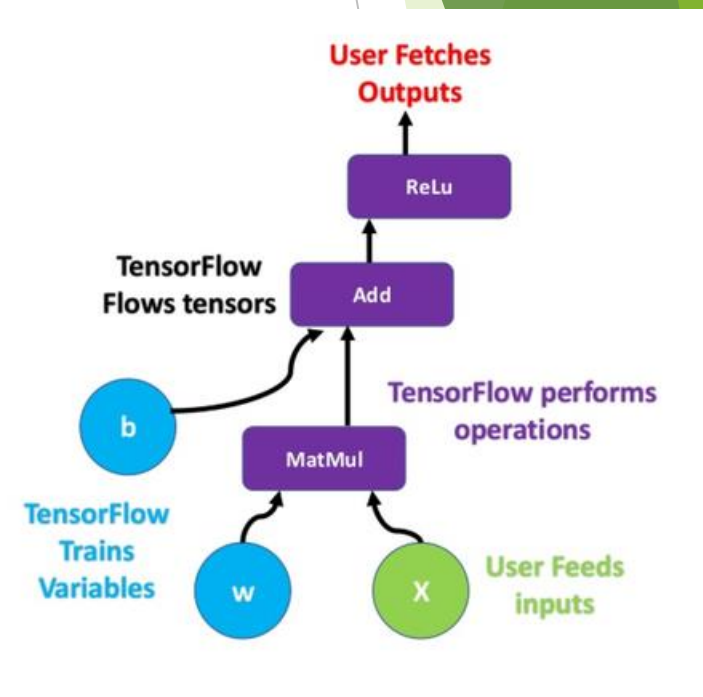 User Fetches
Outputs
ReLu
TensorFlow
Flows tensors
Add
TensorFlow performs
operations
b
MatMul
TensorFlow
Trains
Variables
w
X
User Feeds
inputs